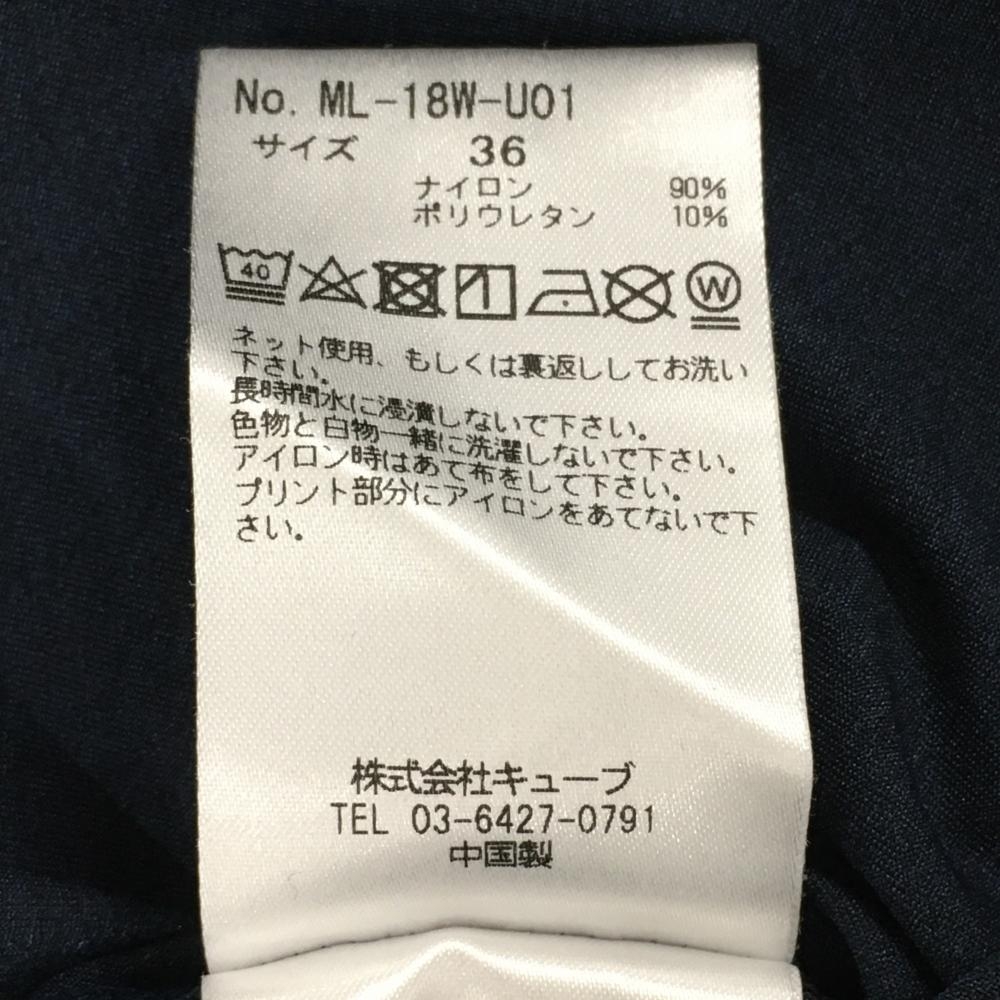 No. ML-18W-U01
サイズ 36
ナイロン 90%
ポリウレタン 10%
40 W
ネット使用、もしくは裏返ししてお洗い
下さい。
長時間水に浸漬しないで下さい。
色物と白物一緒に洗濯しないで下さい。
アイロン時はあて布をして下さい。
プリント部分にアイロンをあてないで下
さい。
株式会社キューブ
TEL 03-6427-0791
中国製